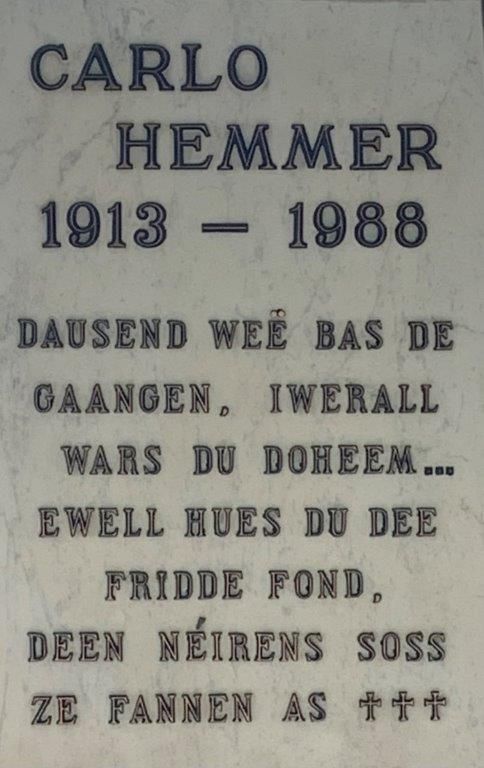 CARLO
HEMMER
1913 — 1988
DAUSEND WEË BAS DE
GAANGEN, IWERALL
WARS DU DOHEEM...
EWELL HUES DU DEE
FRIDDE FOND,
DEEN NÉIRENS SOSS
ZE FANNEN AS ✝✝✝